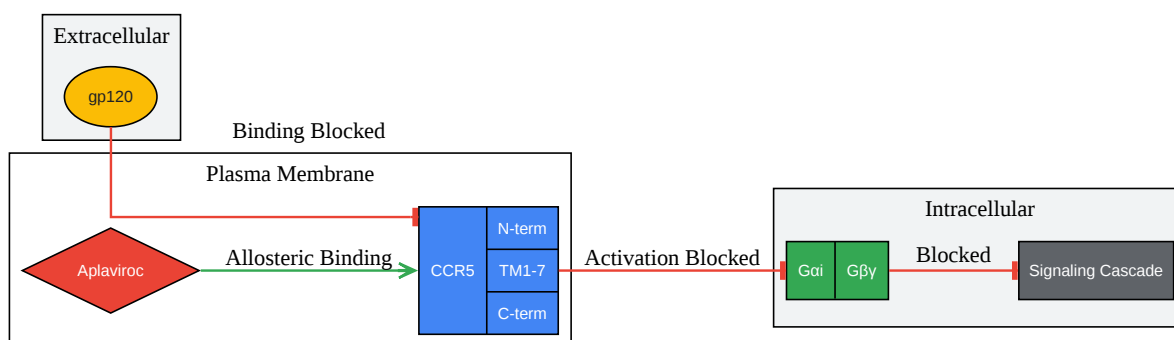 Extracellular
gp120
Binding Blocked
Plasma Membrane
Aplaviroc
Allosteric Binding
CCR5
N-term
TM1-7
C-term
Activation Blocked
Intracellular
Gαi
Gβγ
Blocked
Signaling Cascade